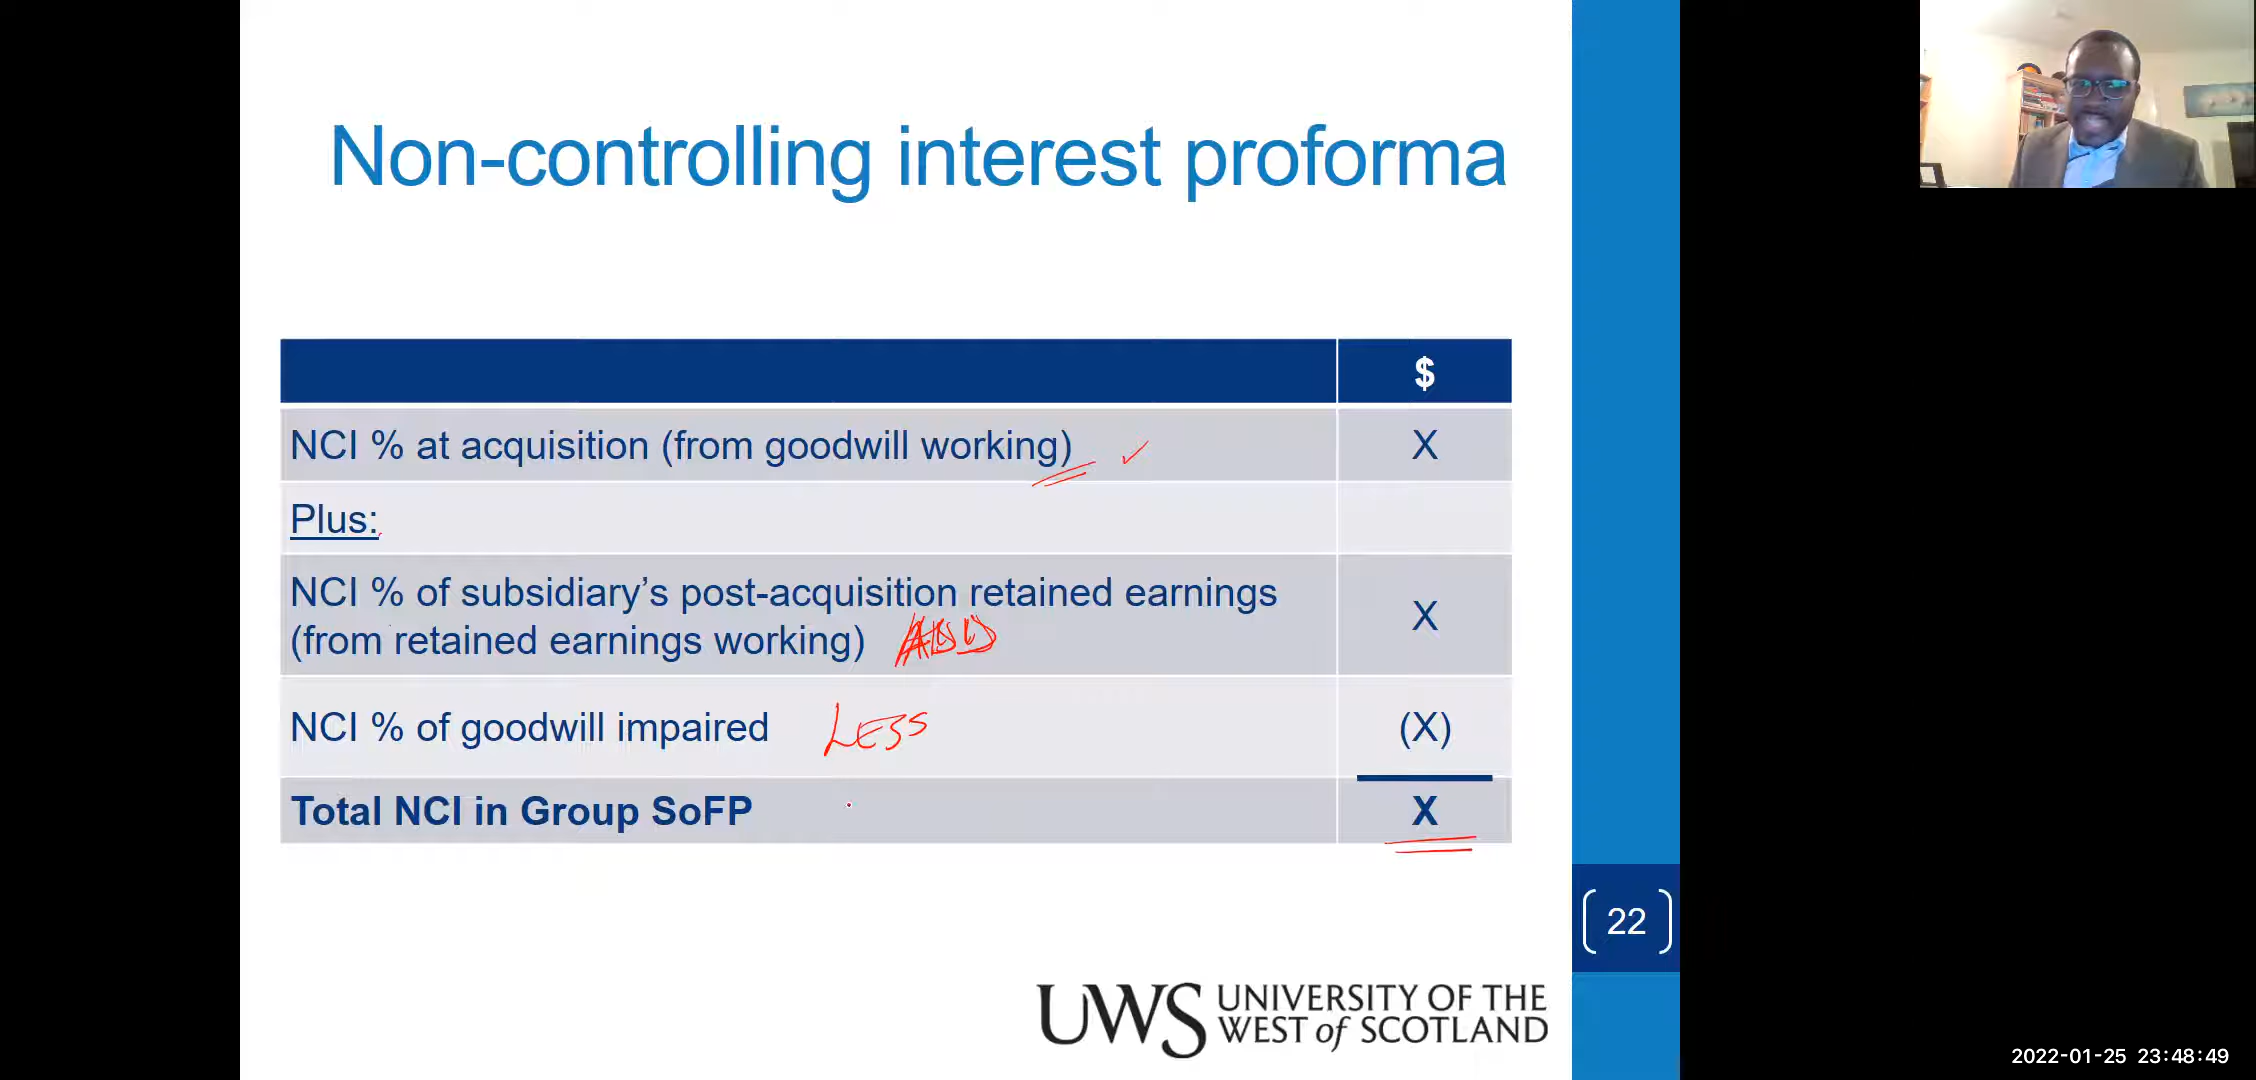 Non-controlling interest proforma
$
NCI % at acquisition (from goodwill working) X
Plus:
NCI % of subsidiary’s post-acquisition retained earnings
(from retained earnings working) ADD X
NCI % of goodwill impaired LESS (X)
Total NCI in Group SoFP X
22
UWS UNIVERSITY OF THE
WEST of SCOTLAND
2022-01-25 23:48:49